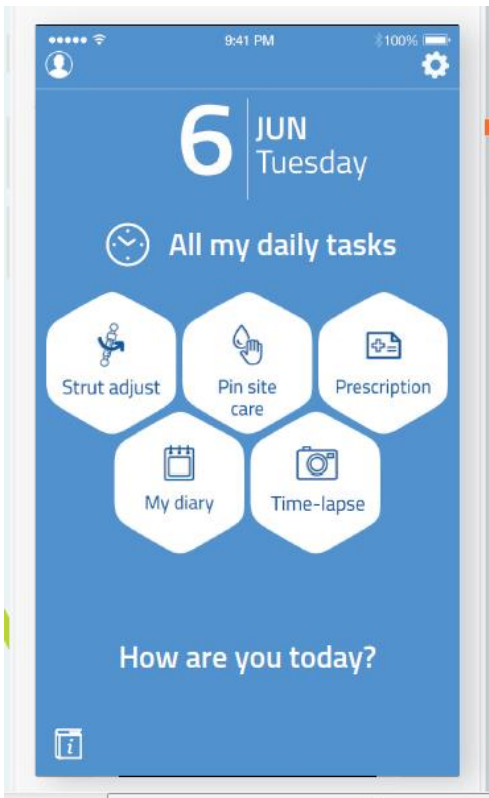 9:41 PM 100%
6 JUN
Tuesday
All my daily tasks
Strut adjust
Pin site
care
Prescription
My diary
Time-lapse
How are you today?
i